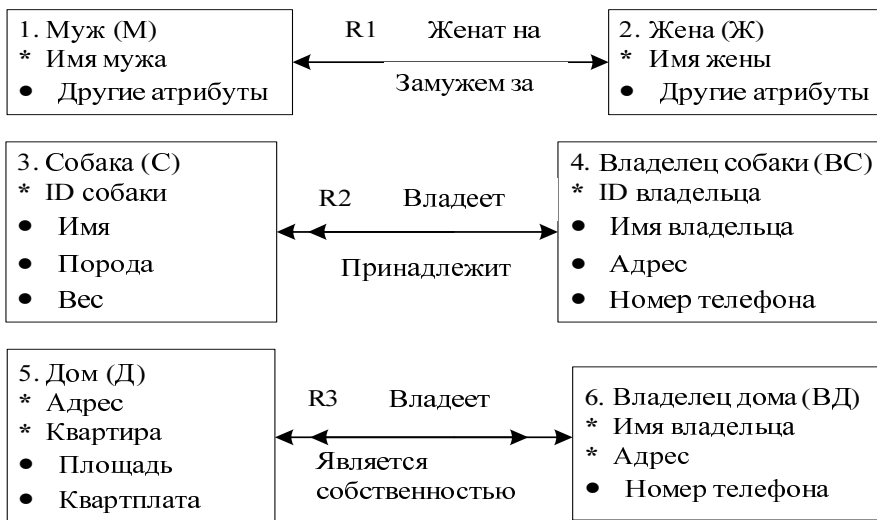 1. Муж (М)
* Имя мужа
● Другие атрибуты
R1 Женат на
Замужем за
2. Жена (Ж)
* Имя жены
● Другие атрибуты
3. Собака (С)
* ID собаки
● Имя
● Порода
● Вес
R2 Владеет
Принадлежит
4. Владелец собаки (ВС)
* ID владельца
● Имя владельца
● Адрес
● Номер телефона
5. Дом (Д)
* Адрес
* Квартира
● Площадь
● Квартплата
R3 Владеет
Является
собственностью
6. Владелец дома (ВД)
* Имя владельца
* Адрес
● Номер телефона